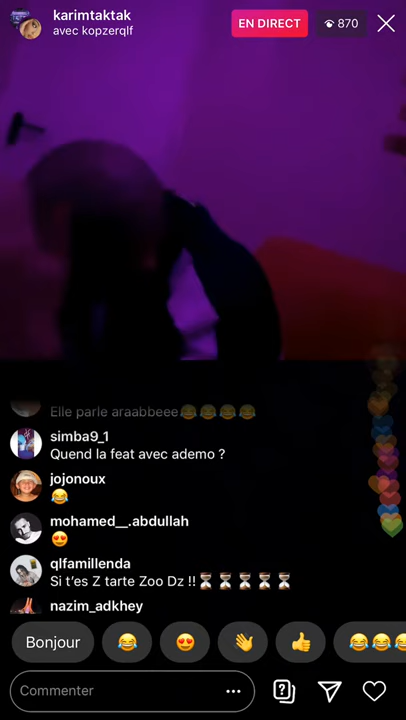 karimtaktak
avec kopzerqlf
EN DIRECT
870
Elle parle araabbeeee😂😂😂😂
simba9_1
Quend la feat avec ademo ?
jojonoux
😂
mohamed__.abdullah
😍
qlfamillenda
Si t'es Z tarte Zoo Dz !!⏳⏳⏳⏳⏳
nazim_adkhey
Bonjour 😂 😍 👋 👍 😂😂😂
Commenter